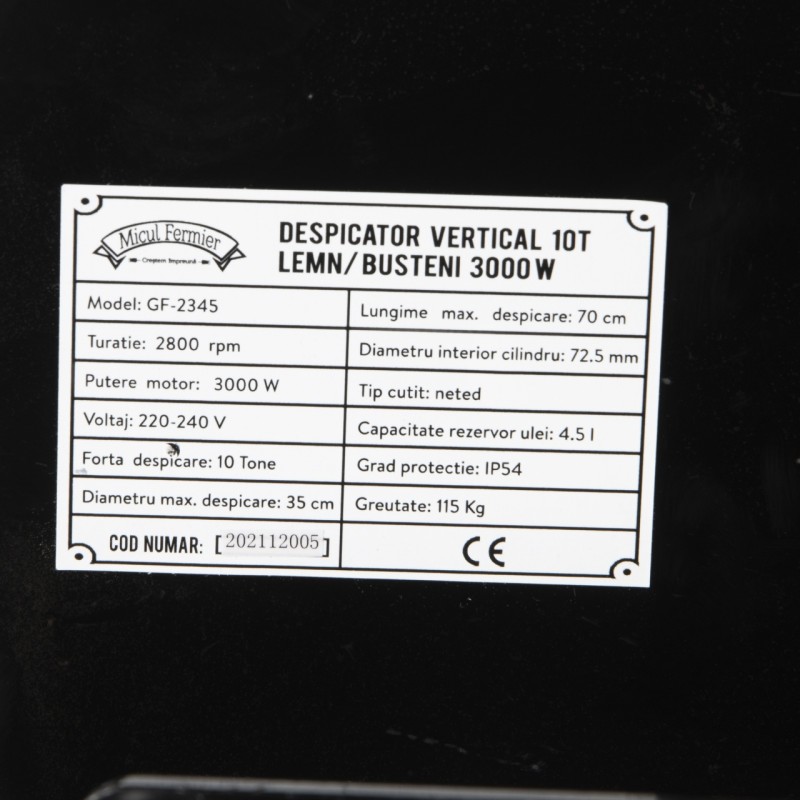 Micul Fermier
Creștem Împreună
DESPICATOR VERTICAL 10T
LEMN/BUSTENI 3000W
Model: GF-2345
Turatie: 2800 rpm
Putere motor: 3000 W
Voltaj: 220-240 V
Forta despicare: 10 Tone
Diametru max. despicare: 35 cm
COD NUMAR: [202112005]
Lungime max. despicare: 70 cm
Diametru interior cilindru: 72.5 mm
Tip cutit: neted
Capacitate rezervor ulei: 4.5 l
Grad protectie: IP54
Greutate: 115 Kg
CE